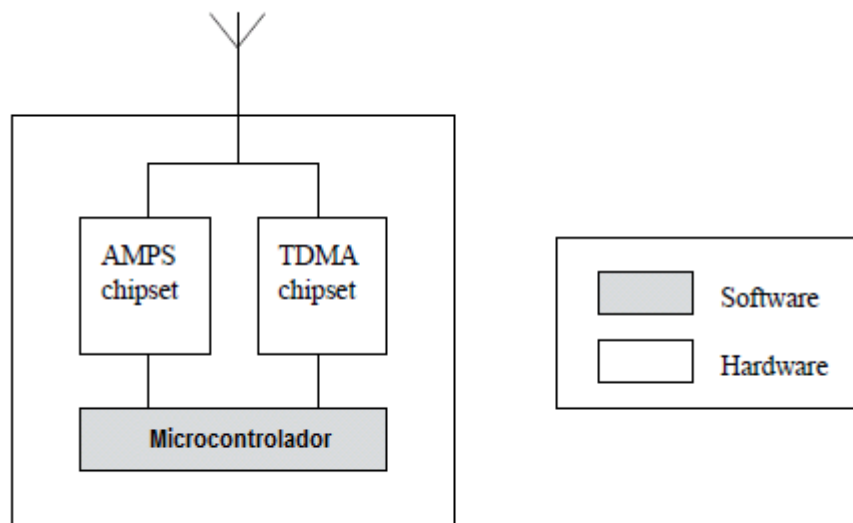 AMPS
chipset
TDMA
chipset
Microcontrolador
Software
Hardware